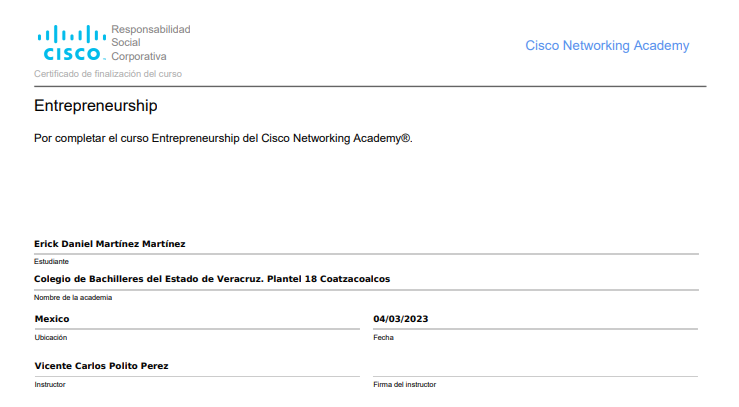 Responsabilidad
Social
Corporativa
CISCO.
Cisco Networking Academy
Certificado de finalización del curso
Entrepreneurship
Por completar el curso Entrepreneurship del Cisco Networking Academy®.
Erick Daniel Martínez Martínez
Estudiante
Colegio de Bachilleres del Estado de Veracruz. Plantel 18 Coatzacoalcos
Nombre de la academia
Mexico 04/03/2023
Ubicación Fecha
Vicente Carlos Polito Perez
Instructor Firma del instructor